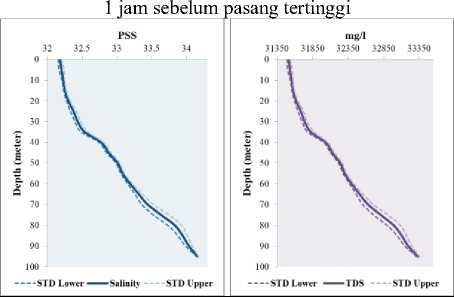 1 jam sebelum pasang tertinggi
PSS
32 32.5 33 33.5 34
0
10
20
30
40
50
60
70
80
90
100
Depth (meter)
STD Lower Salinity STD Upper
mg/l
31350 31850 32350 32850 33350
0
10
20
30
40
50
60
70
80
90
100
Depth (meter)
STD Lower TDS STD Upper